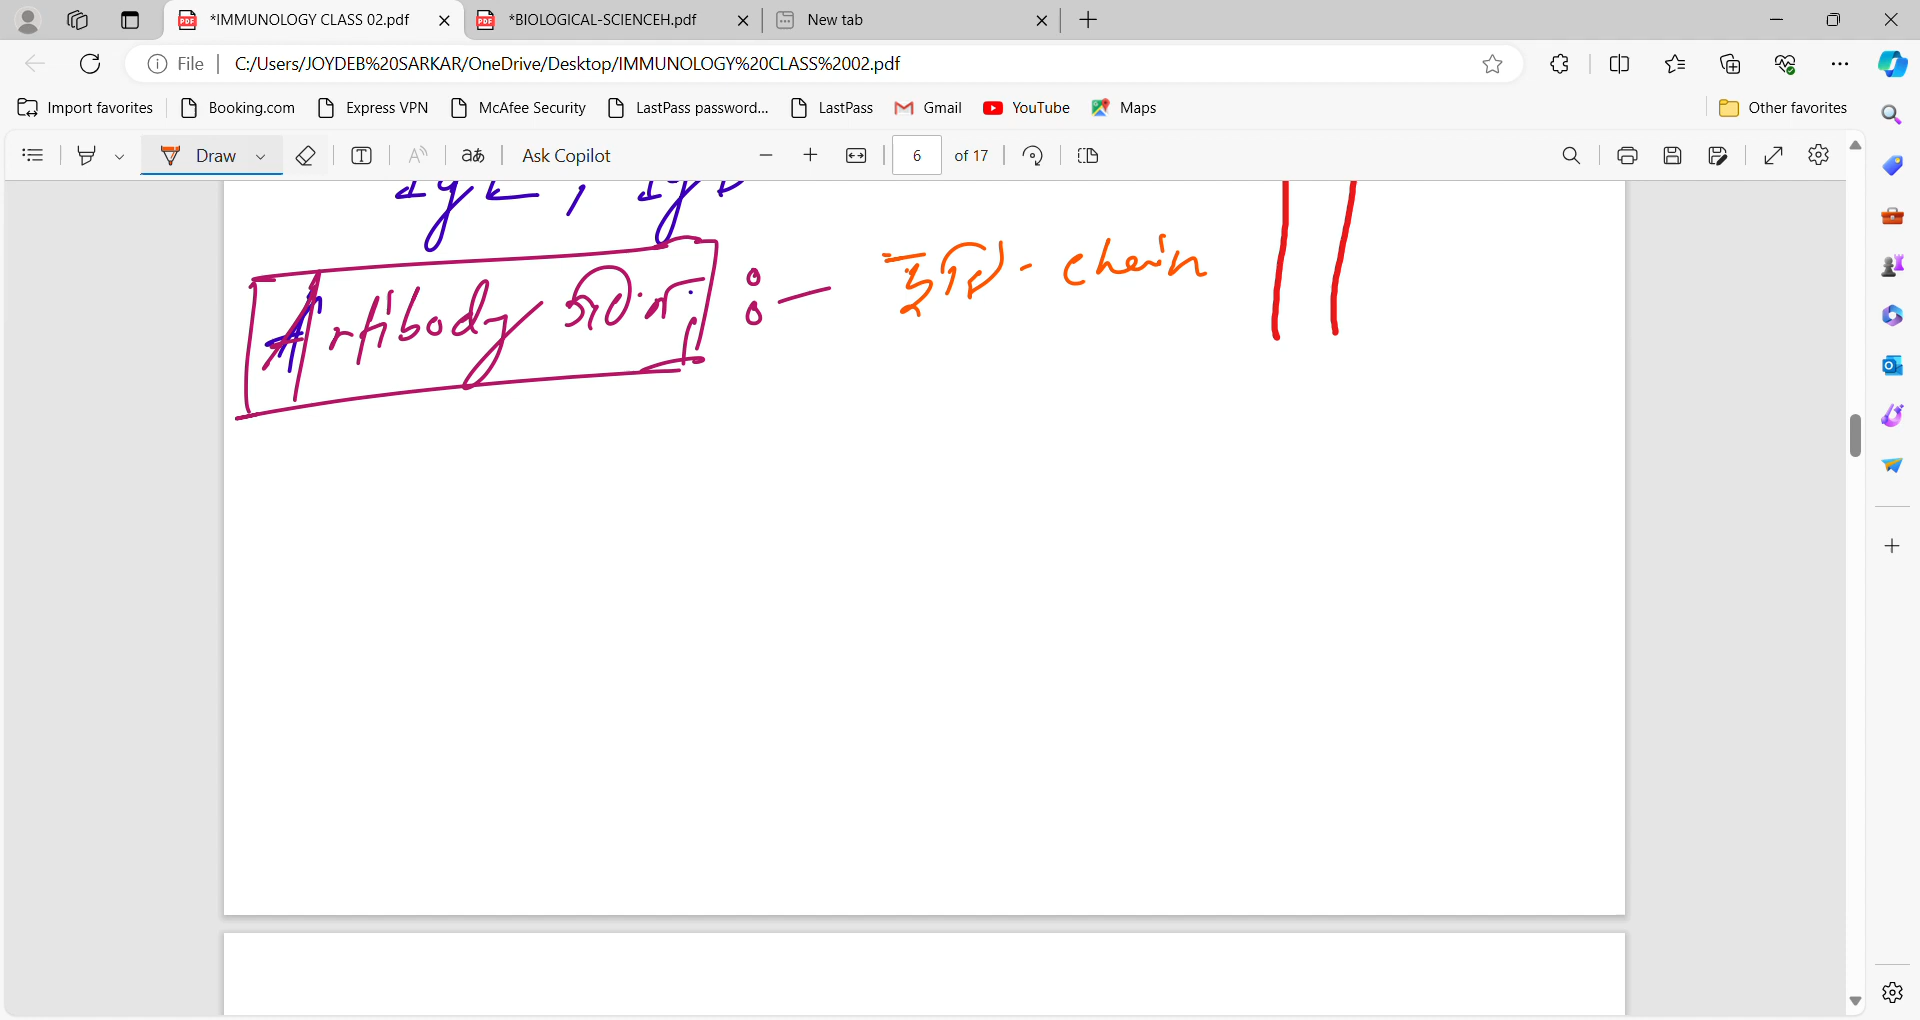 *IMMUNOLOGY CLASS 02.pdf
*BIOLOGICAL-SCIENCEH.pdf
New tab
File
C:/Users/JOYDEB%20SARKAR/OneDrive/Desktop/IMMUNOLOGY%20CLASS%2002.pdf
Import favorites
Booking.com
Express VPN
McAfee Security
LastPass password...
LastPass
Gmail
YouTube
Maps
Other favorites
Draw
Ask Copilot
6 of 17
IgE, IgD
Antibody গঠন :—
chain